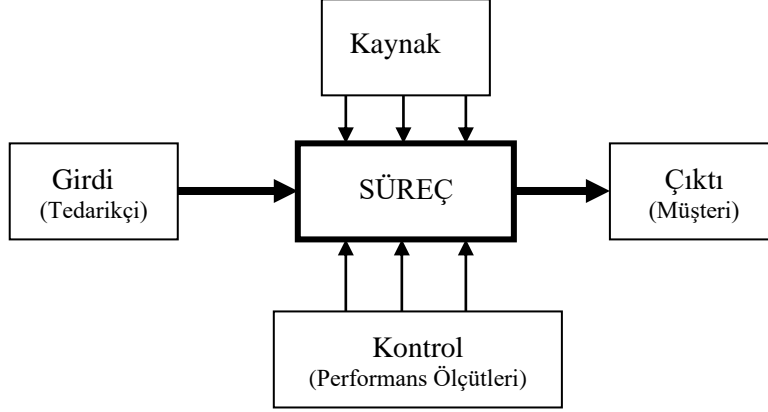 Kaynak
Girdi
(Tedarikçi)
SÜREÇ
Çıktı
(Müşteri)
Kontrol
(Performans Ölçütleri)